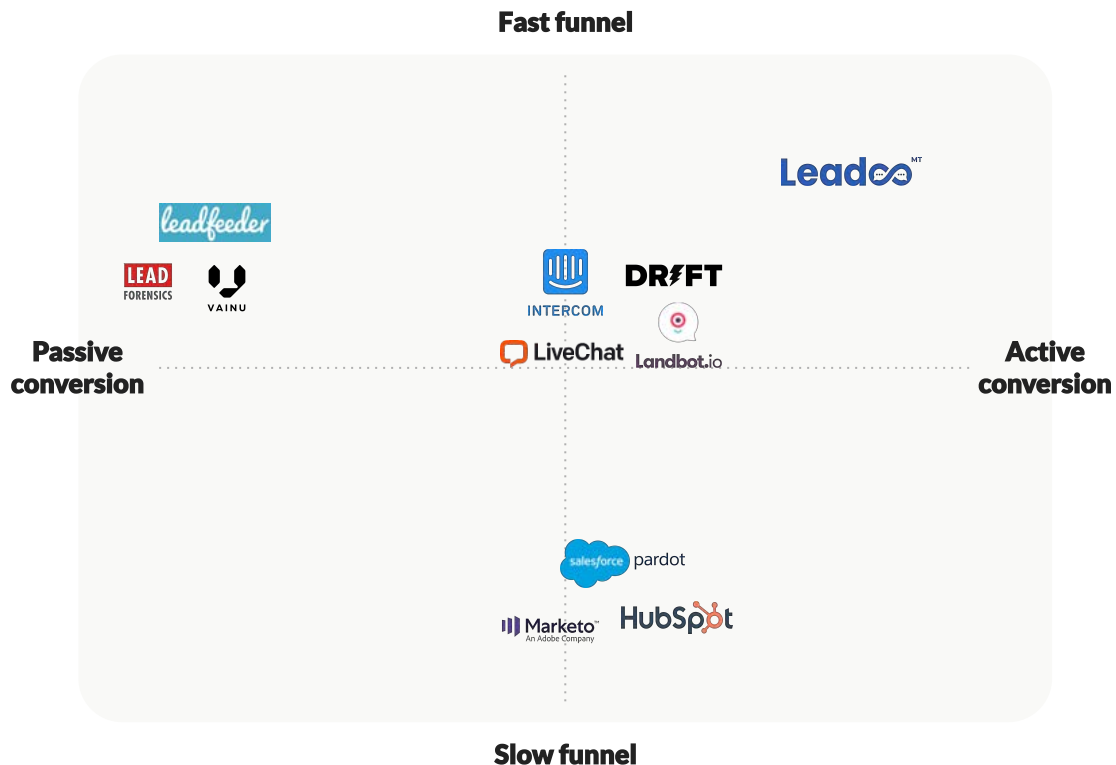 Fast funnel
Leadoo MT
leadfeeder
LEAD
FORENSICS
VAINU
INTERCOM
DRIFT
LiveChat
Landbot.io
Passive
conversion
Active
conversion
salesforce pardot
Marketo™
An Adobe Company
HubSpot
Slow funnel